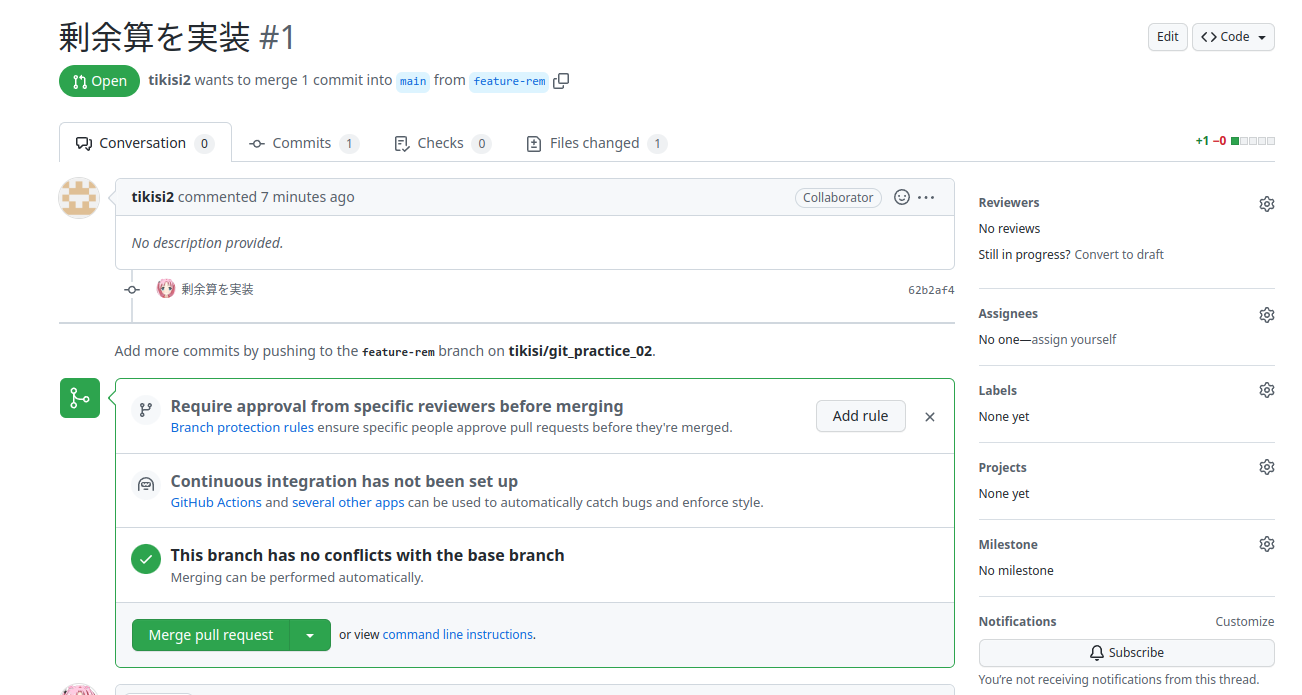 剰余算を実装 #1
Edit
<> Code
Open
tikisi2 wants to merge 1 commit into main from feature-rem
Conversation 0
Commits 1
Checks 0
Files changed 1
+1 −0
tikisi2 commented 7 minutes ago
Collaborator
No description provided.
剰余算を実装
62b2af4
Add more commits by pushing to the feature-rem branch on tikisi/git_practice_02.
Require approval from specific reviewers before merging
Branch protection rules ensure specific people approve pull requests before they're merged.
Add rule
Continuous integration has not been set up
GitHub Actions and several other apps can be used to automatically catch bugs and enforce style.
This branch has no conflicts with the base branch
Merging can be performed automatically.
Merge pull request
or view command line instructions.
Reviewers
No reviews
Still in progress? Convert to draft
Assignees
No one—assign yourself
Labels
None yet
Projects
None yet
Milestone
No milestone
Notifications
Customize
Subscribe
You're not receiving notifications from this thread.